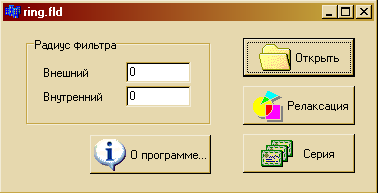 ring.fld
Радиус фильтра
Внешний
0
Внутренний
0
Открыть
Релаксация
О программе...
Серия